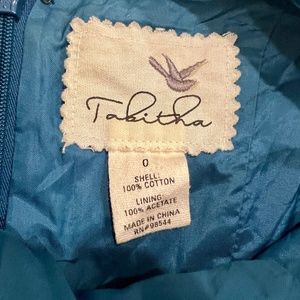 Tabitha
0
SHELL:
100% COTTON
LINING:
100% ACETATE
MADE IN CHINA
RN#98544